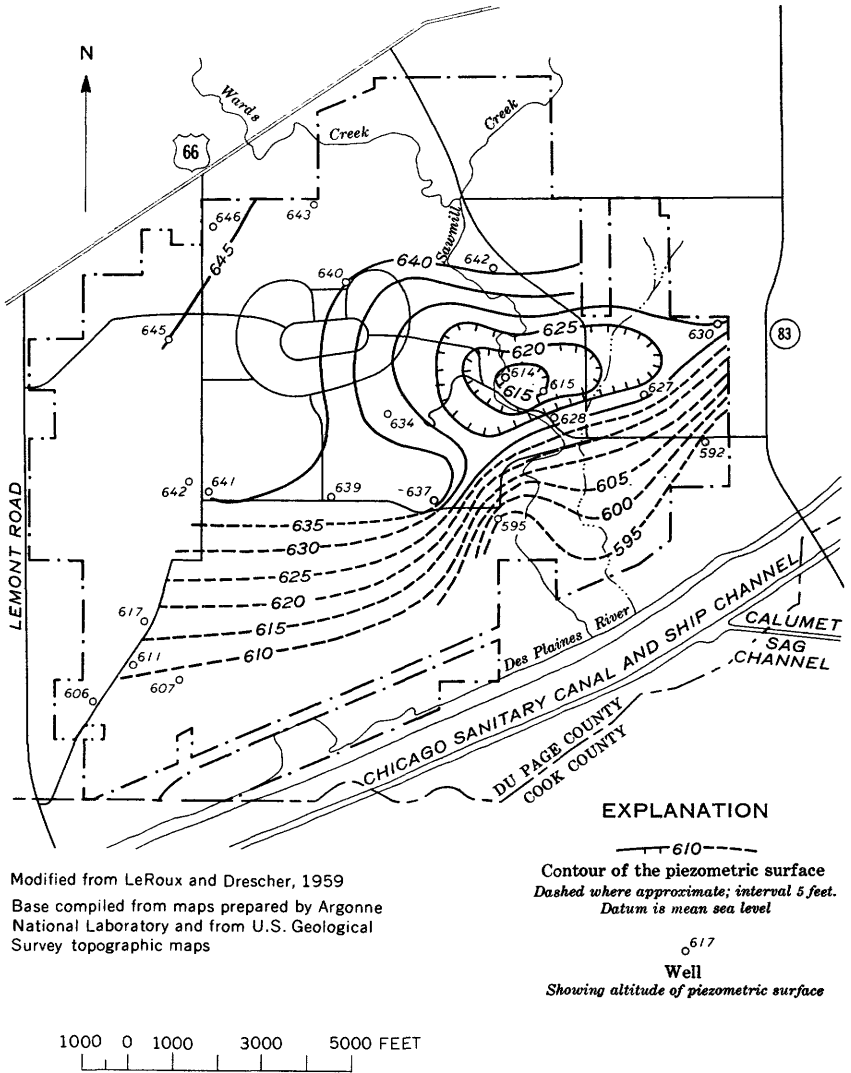 N
Wards
Creek
Creek
66
643
646
645
Sawmill
642
640
640
645
625
630
83
620
614
615
615
627
634
628
592
642
641
639
637
605
LEMONT ROAD
635
595
600
630
595
625
620
617
615
610
611
607
606
Des Plaines River
CHICAGO SANITARY CANAL AND SHIP CHANNEL
CALUMET
SAG
CHANNEL
DU PAGE COUNTY
COOK COUNTY
EXPLANATION
610
Contour of the piezometric surface
Dashed where approximate; interval 5 feet.
Datum is mean sea level
617
Well
Showing altitude of piezometric surface
Modified from LeRoux and Drescher, 1959
Base compiled from maps prepared by Argonne
National Laboratory and from U.S. Geological
Survey topographic maps
1000 0 1000 3000 5000 FEET